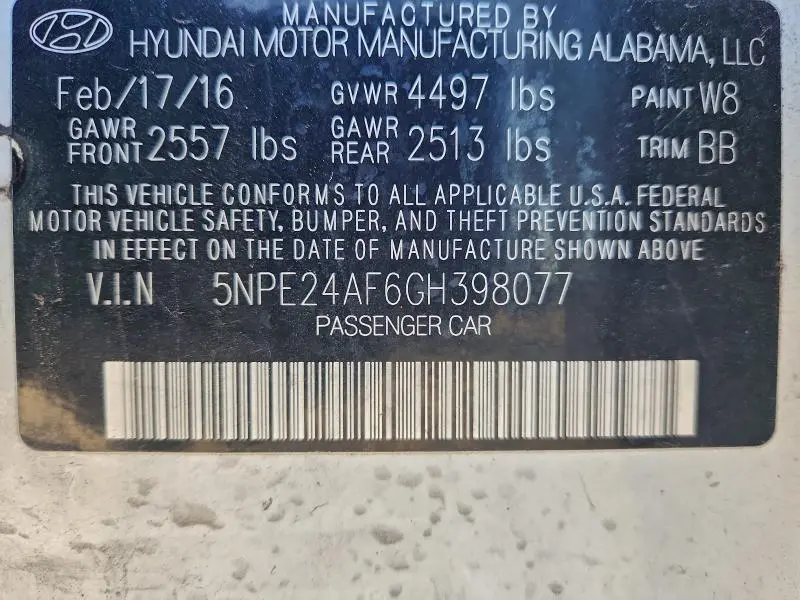 MANUFACTURED BY
HYUNDAI MOTOR MANUFACTURING ALABAMA, LLC
Feb/17/16 GVWR 4497 lbs PAINT W8
GAWR FRONT 2557 lbs GAWR REAR 2513 lbs TRIM BB
THIS VEHICLE CONFORMS TO ALL APPLICABLE U.S.A. FEDERAL
MOTOR VEHICLE SAFETY, BUMPER, AND THEFT PREVENTION STANDARDS
IN EFFECT ON THE DATE OF MANUFACTURE SHOWN ABOVE
V.I.N 5NPE24AF6GH398077
PASSENGER CAR